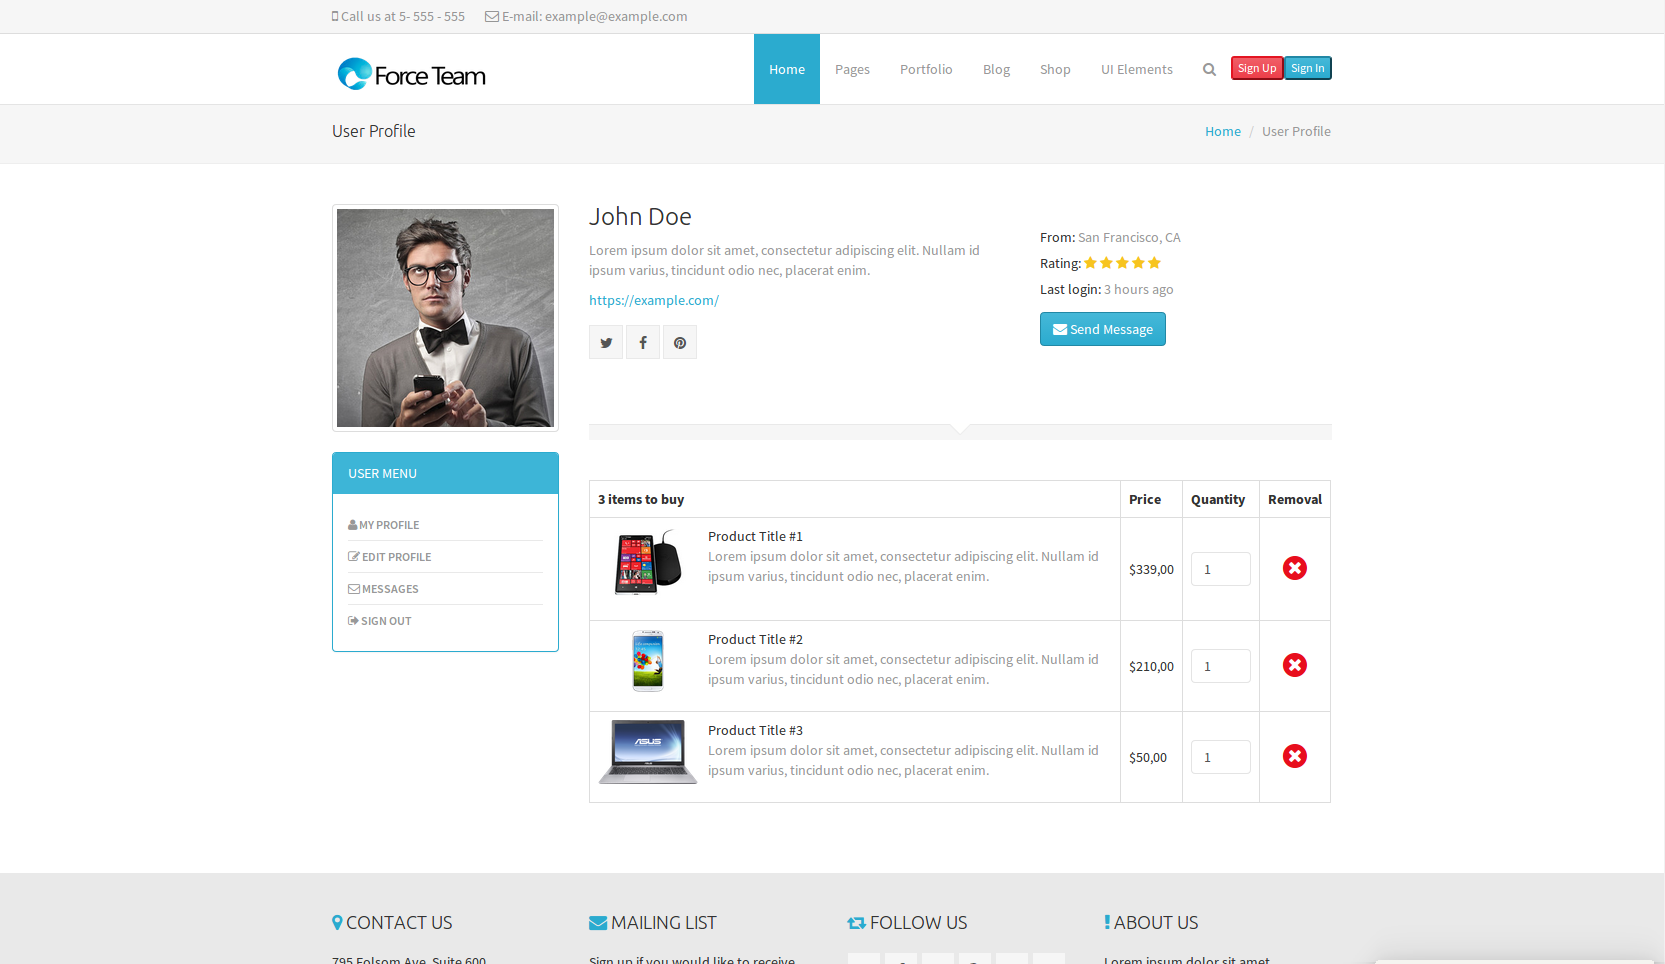 Call us at 5- 555 - 555 E-mail: example@example.com
Force Team
Home Pages Portfolio Blog Shop UI Elements Sign Up Sign In
User Profile
Home / User Profile
John Doe
Lorem ipsum dolor sit amet, consectetur adipiscing elit. Nullam id
ipsum varius, tincidunt odio nec, placerat enim.
https://example.com/
From: San Francisco, CA
Rating:
Last login: 3 hours ago
Send Message
USER MENU
MY PROFILE
EDIT PROFILE
MESSAGES
SIGN OUT
3 items to buy Price Quantity Removal
Product Title #1
Lorem ipsum dolor sit amet, consectetur adipiscing elit. Nullam id
ipsum varius, tincidunt odio nec, placerat enim.
$339,00 1
Product Title #2
Lorem ipsum dolor sit amet, consectetur adipiscing elit. Nullam id
ipsum varius, tincidunt odio nec, placerat enim.
$210,00 1
ASUS
Product Title #3
Lorem ipsum dolor sit amet, consectetur adipiscing elit. Nullam id
ipsum varius, tincidunt odio nec, placerat enim.
$50,00 1
CONTACT US
795 Folsom Ave, Suite 600
MAILING LIST
Sign up if you would like to receive
FOLLOW US
ABOUT US
Lorem ipsum dolor sit amet,